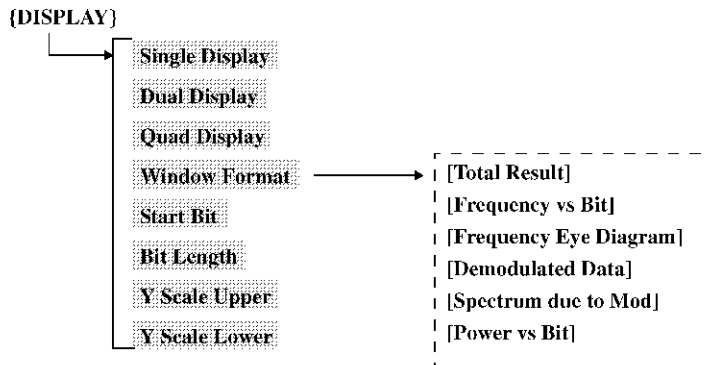 {DISPLAY}
Single Display
Dual Display
Quad Display
Window Format
Start Bit
Bit Length
Y Scale Upper
Y Scale Lower
[Total Result]
[Frequency vs Bit]
[Frequency Eye Diagram]
[Demodulated Data]
[Spectrum due to Mod]
[Power vs Bit]